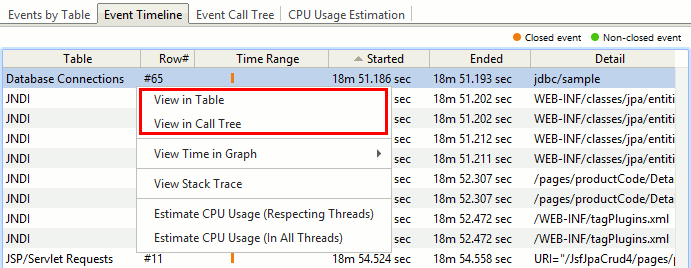 Events by Table Event Timeline Event Call Tree CPU Usage Estimation
Closed event Non-closed event
Table Row# Time Range Started Ended Detail
Database Connections #65 18m 51.186 sec 18m 51.193 sec jdbc/sample
JNDI View in Table sec 18m 51.202 sec WEB-INF/classes/jpa/entiti
JNDI View in Call Tree sec 18m 51.202 sec WEB-INF/classes/jpa/entiti
JNDI sec 18m 51.212 sec WEB-INF/classes/jpa/entiti
JNDI View Time in Graph sec 18m 51.211 sec WEB-INF/classes/jpa/entiti
JNDI View Stack Trace sec 18m 52.307 sec /pages/productCode/Deta
JNDI sec 18m 52.307 sec /pages/productCode/Deta
JNDI Estimate CPU Usage (Respecting Threads) sec 18m 52.472 sec /WEB-INF/tagPlugins.xml
JNDI Estimate CPU Usage (In All Threads) sec 18m 52.472 sec /WEB-INF/tagPlugins.xml
JSP/Servlet Requests #11 18m 54.524 sec 18m 54.558 sec URI="/JsfJpaCrud4/pages/p